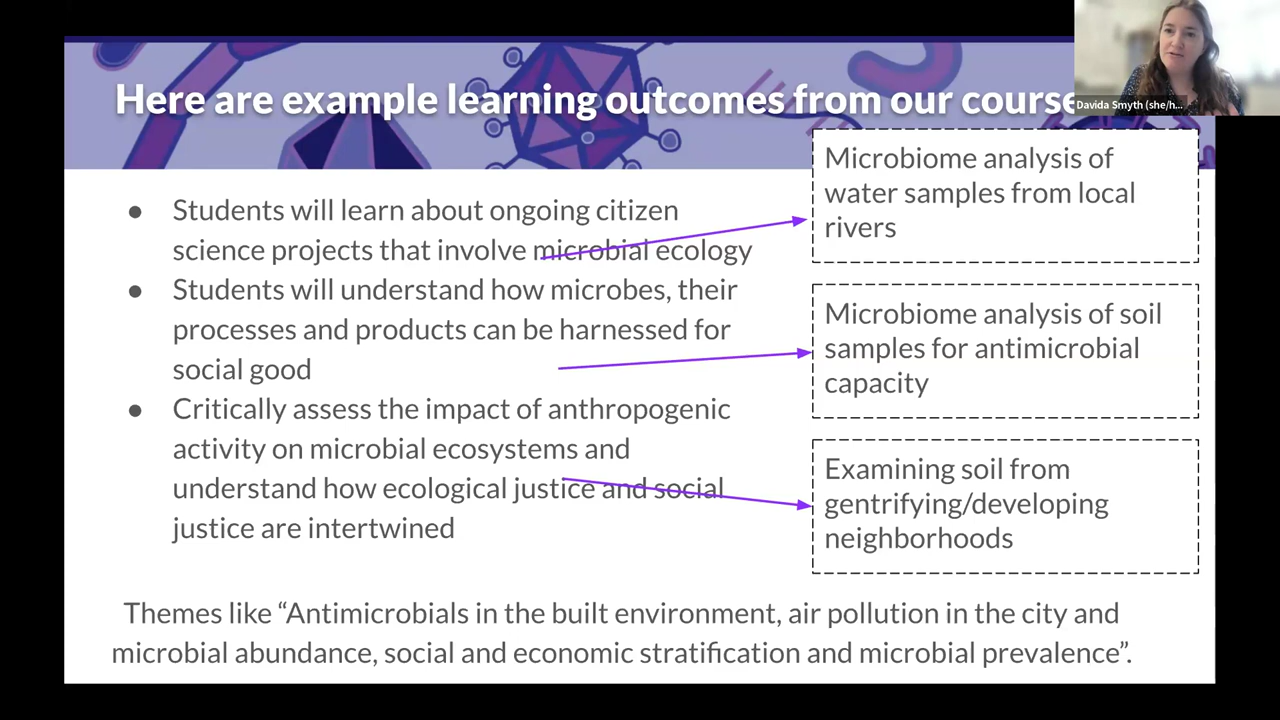 Here are example learning outcomes from our course
Davida Smyth (she/h...
● Students will learn about ongoing citizen
science projects that involve microbial ecology
● Students will understand how microbes, their
processes and products can be harnessed for
social good
● Critically assess the impact of anthropogenic
activity on microbial ecosystems and
understand how ecological justice and social
justice are intertwined
Microbiome analysis of
water samples from local
rivers
Microbiome analysis of soil
samples for antimicrobial
capacity
Examining soil from
gentrifying/developing
neighborhoods
Themes like “Antimicrobials in the built environment, air pollution in the city and
microbial abundance, social and economic stratification and microbial prevalence”.